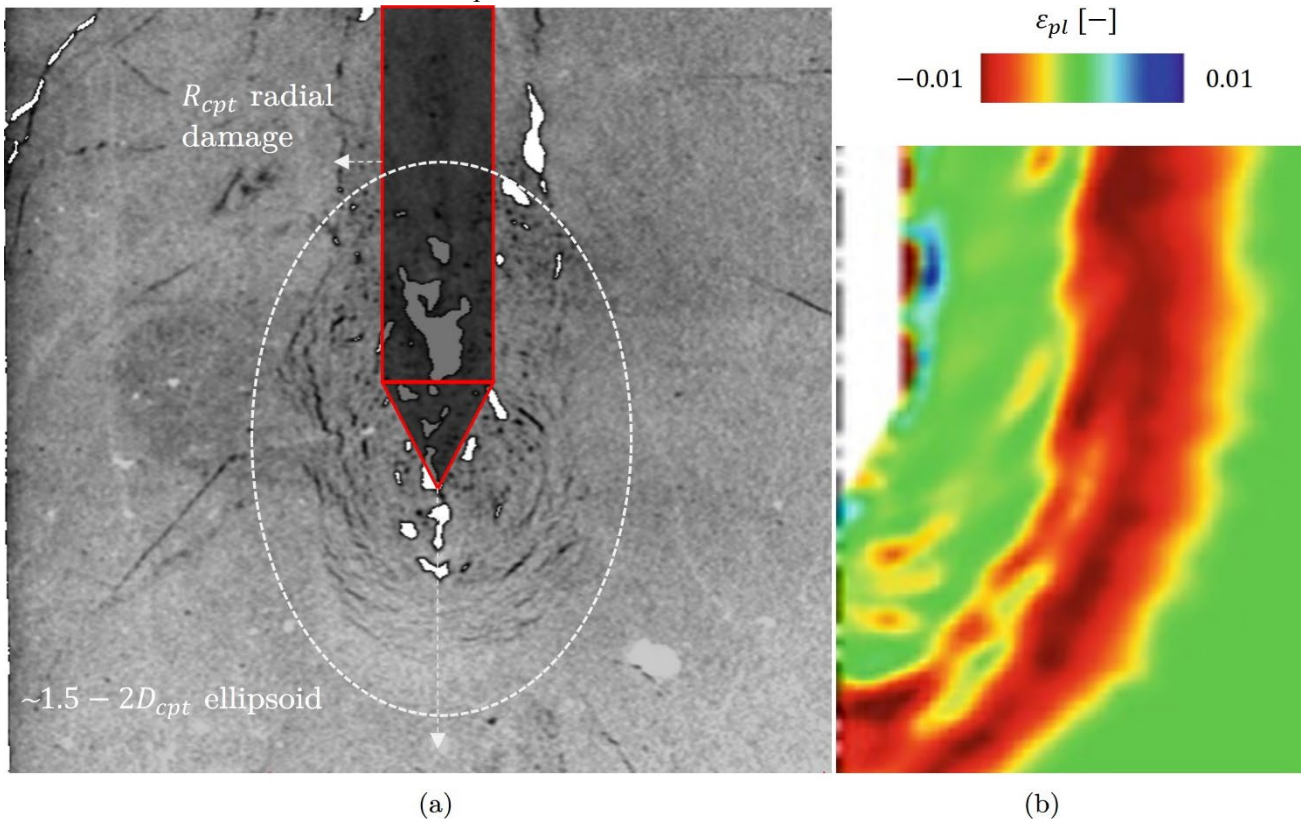 R_cpt radial
damage
~1.5 − 2D_cpt ellipsoid
(a)
ε_pl [−]
−0.01 0.01
(b)